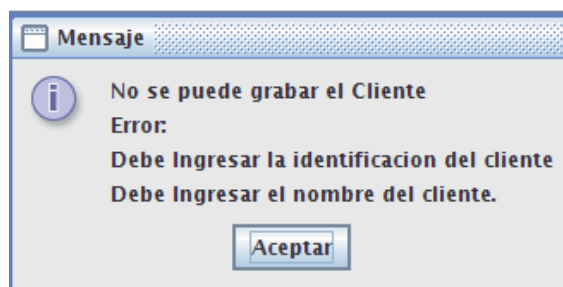 Mensaje
No se puede grabar el Cliente
Error:
Debe Ingresar la identificacion del cliente
Debe Ingresar el nombre del cliente.
Aceptar